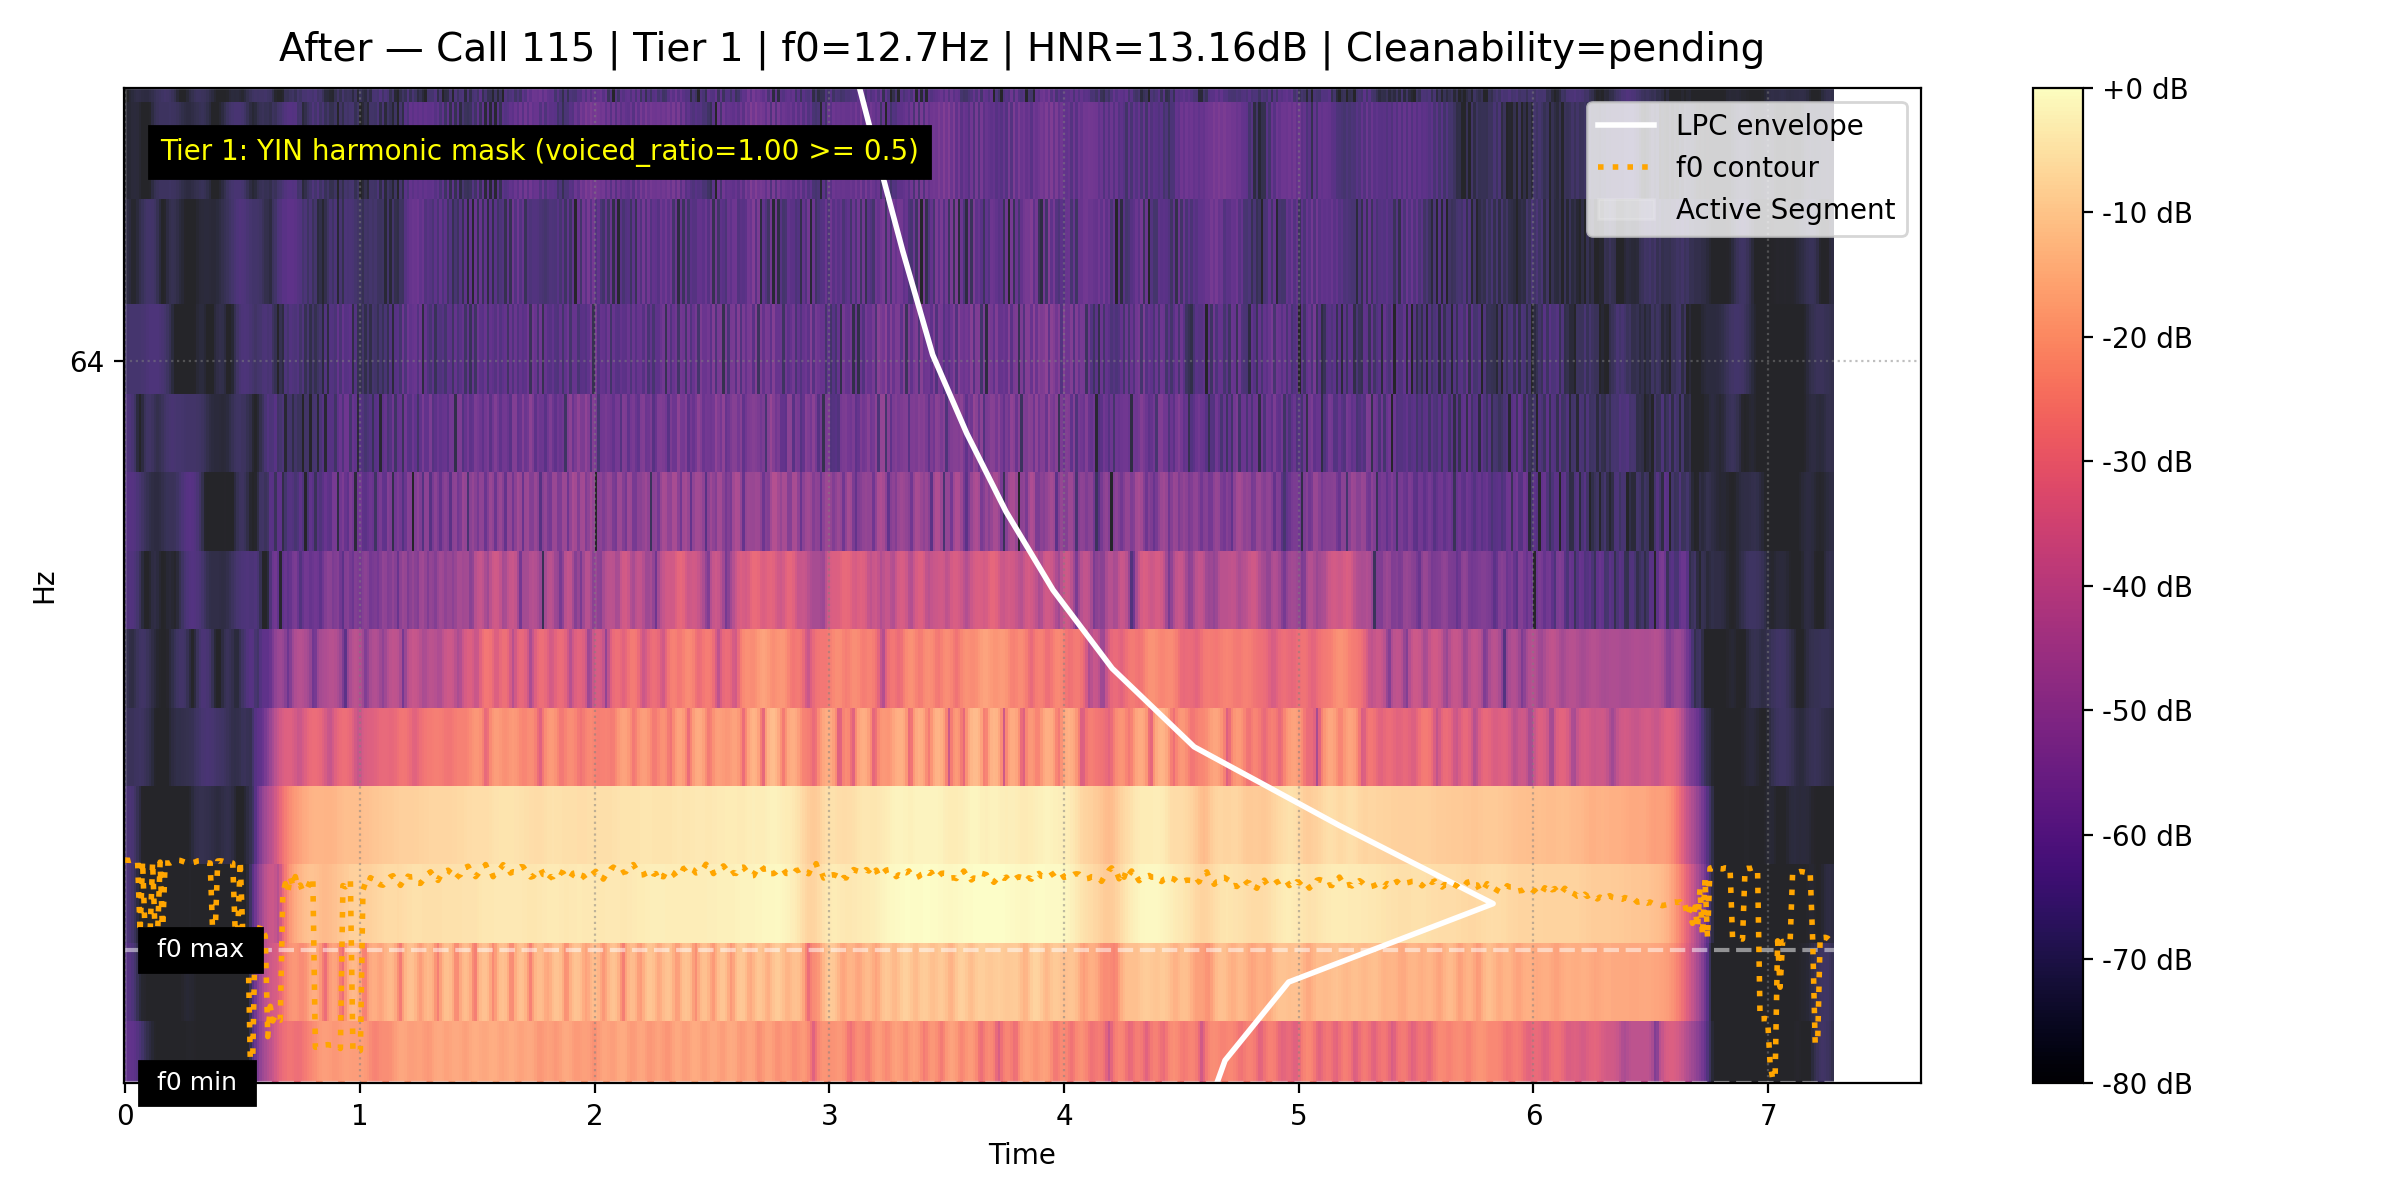 After — Call 115 | Tier 1 | f0=12.7Hz | HNR=13.16dB | Cleanability=pending
Tier 1: YIN harmonic mask (voiced_ratio=1.00 >= 0.5)
LPC envelope
f0 contour
Active Segment
64
Hz
f0 max
f0 min
0 1 2 3 4 5 6 7
Time
+0 dB
-10 dB
-20 dB
-30 dB
-40 dB
-50 dB
-60 dB
-70 dB
-80 dB